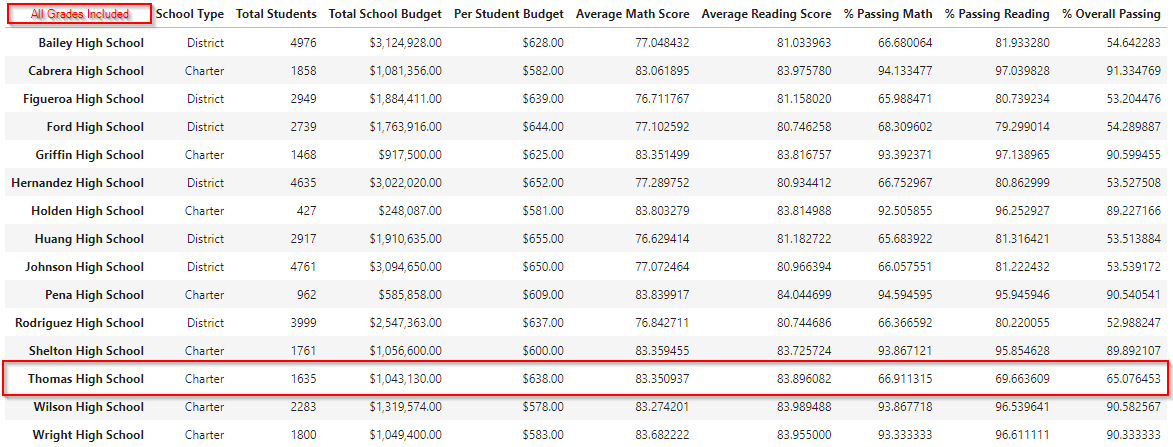 All Grades Included School Type Total Students Total School Budget Per Student Budget Average Math Score Average Reading Score % Passing Math % Passing Reading % Overall Passing
Bailey High School District 4976 $3,124,928.00 $628.00 77.048432 81.033963 66.680064 81.933280 54.642283
Cabrera High School Charter 1858 $1,081,356.00 $582.00 83.061895 83.975780 94.133477 97.039828 91.334769
Figueroa High School District 2949 $1,884,411.00 $639.00 76.711767 81.158020 65.988471 80.739234 53.204476
Ford High School District 2739 $1,763,916.00 $644.00 77.102592 80.746258 68.309602 79.299014 54.289887
Griffin High School Charter 1468 $917,500.00 $625.00 83.351499 83.816757 93.392371 97.138965 90.599455
Hernandez High School District 4635 $3,022,020.00 $652.00 77.289752 80.934412 66.752967 80.862999 53.527508
Holden High School Charter 427 $248,087.00 $581.00 83.803279 83.814988 92.505855 96.252927 89.227166
Huang High School District 2917 $1,910,635.00 $655.00 76.629414 81.182722 65.683922 81.316421 53.513884
Johnson High School District 4761 $3,094,650.00 $650.00 77.072464 80.966394 66.057551 81.222432 53.539172
Pena High School Charter 962 $585,858.00 $609.00 83.839917 84.044699 94.594595 95.945946 90.540541
Rodriguez High School District 3999 $2,547,363.00 $637.00 76.842711 80.744686 66.366592 80.220055 52.988247
Shelton High School Charter 1761 $1,056,600.00 $600.00 83.359455 83.725724 93.867121 95.854628 89.892107
Thomas High School Charter 1635 $1,043,130.00 $638.00 83.350937 83.896082 66.911315 69.663609 65.076453
Wilson High School Charter 2283 $1,319,574.00 $578.00 83.274201 83.989488 93.867718 96.539641 90.582567
Wright High School Charter 1800 $1,049,400.00 $583.00 83.682222 83.955000 93.333333 96.611111 90.333333